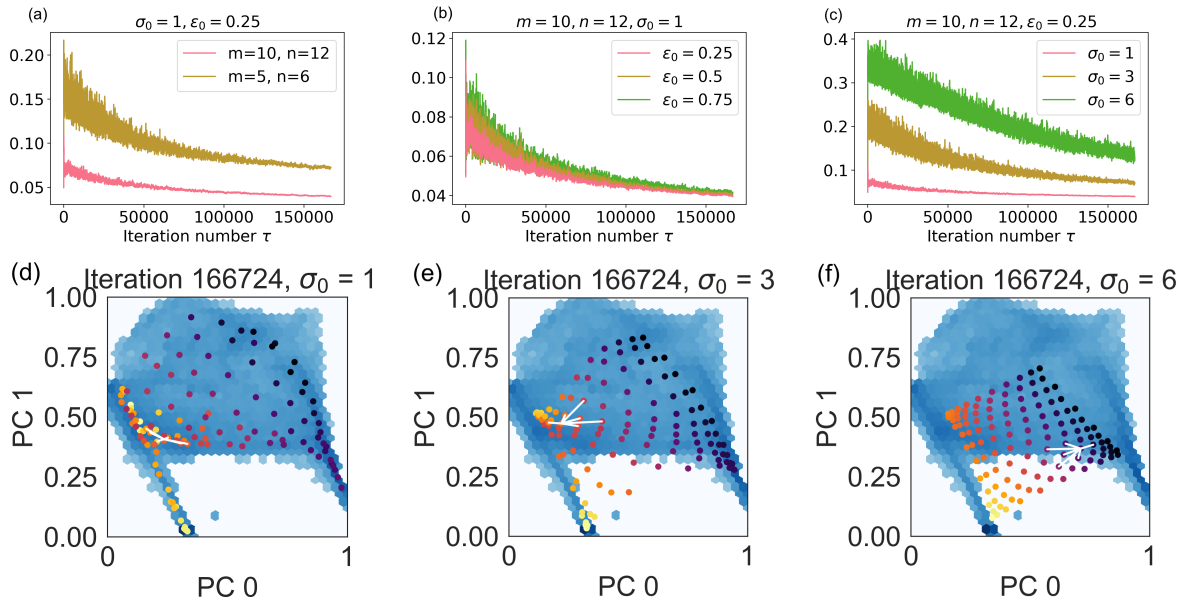 (a)
σ₀ = 1, ε₀ = 0.25
0.20
0.15
0.10
0.05
m=10, n=12
m=5, n=6
0 50000 100000 150000
Iteration number τ
(b)
m = 10, n = 12, σ₀ = 1
0.12
0.10
0.08
0.06
0.04
ε₀ = 0.25
ε₀ = 0.5
ε₀ = 0.75
0 50000 100000 150000
Iteration number τ
(c)
m = 10, n = 12, ε₀ = 0.25
0.4
0.3
0.2
0.1
σ₀ = 1
σ₀ = 3
σ₀ = 6
0 50000 100000 150000
Iteration number τ
(d)
Iteration 166724, σ₀ = 1
1.00
0.75
0.50
0.25
0.00
PC 1
0 1
PC 0
(e)
Iteration 166724, σ₀ = 3
1.00
0.75
0.50
0.25
0.00
PC 1
0 1
PC 0
(f)
Iteration 166724, σ₀ = 6
1.00
0.75
0.50
0.25
0.00
PC 1
0 1
PC 0